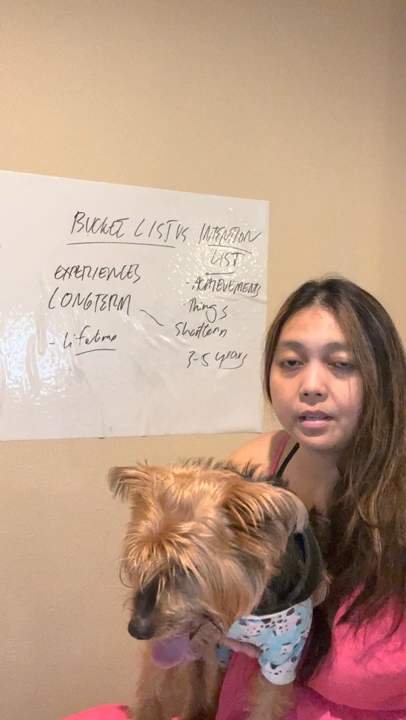 BUCKET LIST VS INTENTION
LIST
EXPERIENCES
LONGTERM
- Lifetime
· ACHIEVEMENTS
Things
Shortterm
3-5 years